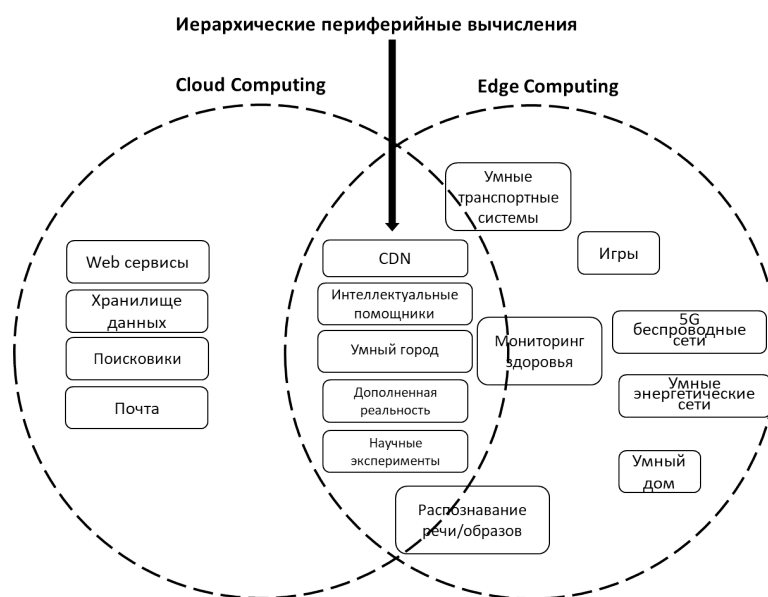 Иерархические периферийные вычисления
Cloud Computing
Edge Computing
Web сервисы
Хранилище
данных
Поисковики
Почта
CDN
Интеллектуальные
помощники
Умный город
Дополненная
реальность
Научные
эксперименты
Умные
транспортные
системы
Игры
Мониторинг
здоровья
5G
беспроводные
сети
Умные
энергетические
сети
Умный
дом
Распознавание
речи/образов